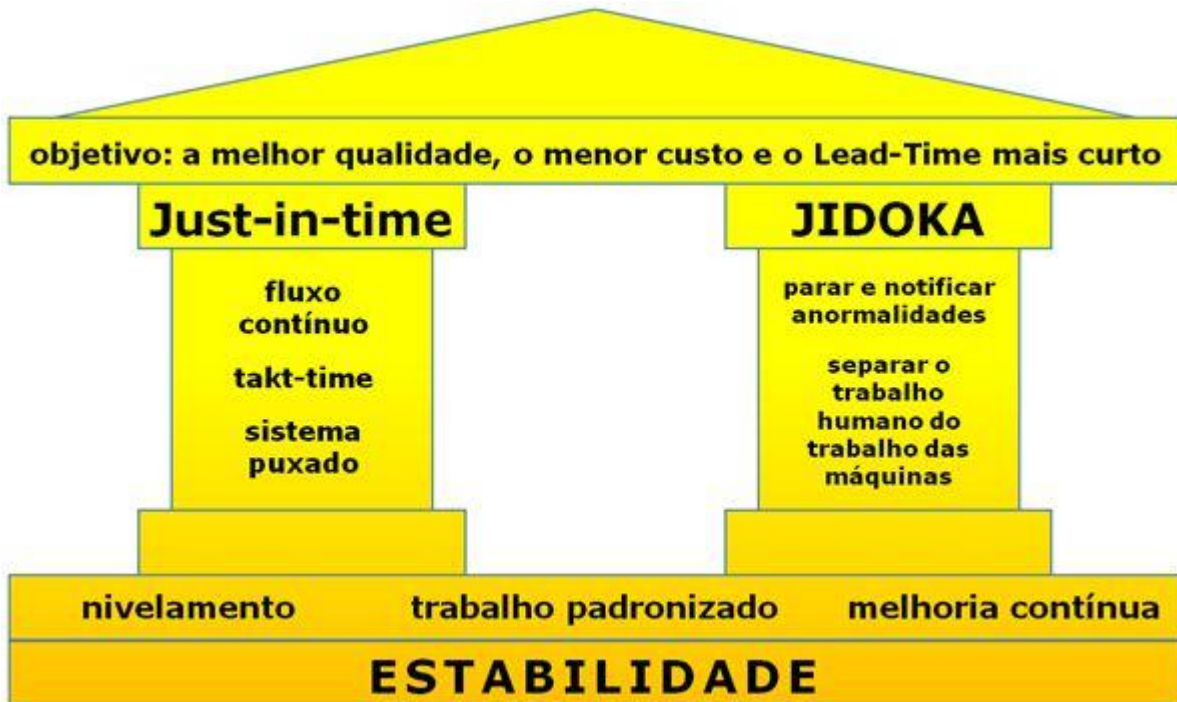 objetivo: a melhor qualidade, o menor custo e o Lead-Time mais curto
Just-in-time
fluxo
contínuo
takt-time
sistema
puxado
JIDOKA
parar e notificar
anormalidades
separar o
trabalho
humano do
trabalho das
máquinas
nivelamento
trabalho padronizado
melhoria contínua
ESTABILIDADE